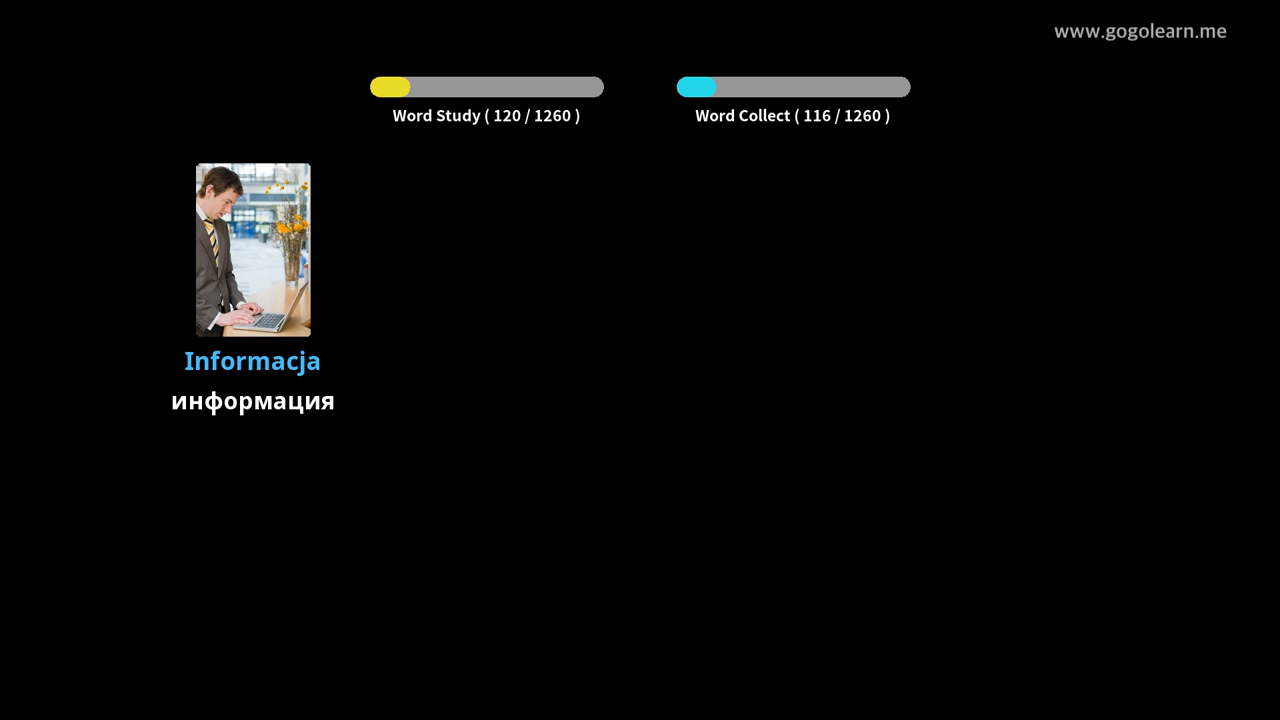 www.gogolearn.me
Word Study ( 120 / 1260 )
Word Collect ( 116 / 1260 )
Informacja
информация